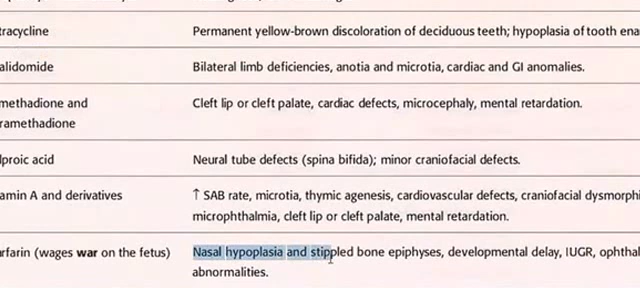 tracycline Permanent yellow-brown discoloration of deciduous teeth; hypoplasia of tooth ena
alidomide Bilateral limb deficiencies, anotia and microtia, cardiac and GI anomalies.
methadione and Cleft lip or cleft palate, cardiac defects, microcephaly, mental retardation.
ramethadione
lproic acid Neural tube defects (spina bifida); minor craniofacial defects.
amin A and derivatives ↑ SAB rate, microtia, thymic agenesis, cardiovascular defects, craniofacial dysmorphi
microphthalmia, cleft lip or cleft palate, mental retardation.
arfarin (wages war on the fetus) Nasal hypoplasia and stippled bone epiphyses, developmental delay, IUGR, ophthal
abnormalities.